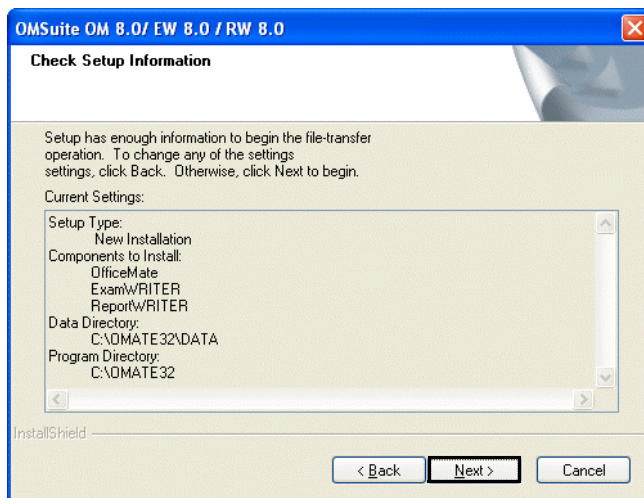 OMSuite OM 8.0/ EW 8.0 / RW 8.0
Check Setup Information
Setup has enough information to begin the file-transfer
operation.  To change any of the settings
settings, click Back.  Otherwise, click Next to begin.
Current Settings:
Setup Type:
New Installation
Components to Install:
OfficeMate
ExamWRITER
ReportWRITER
Data Directory:
C:\OMATE32\DATA
Program Directory:
C:\OMATE32
InstallShield
< Back
Next >
Cancel